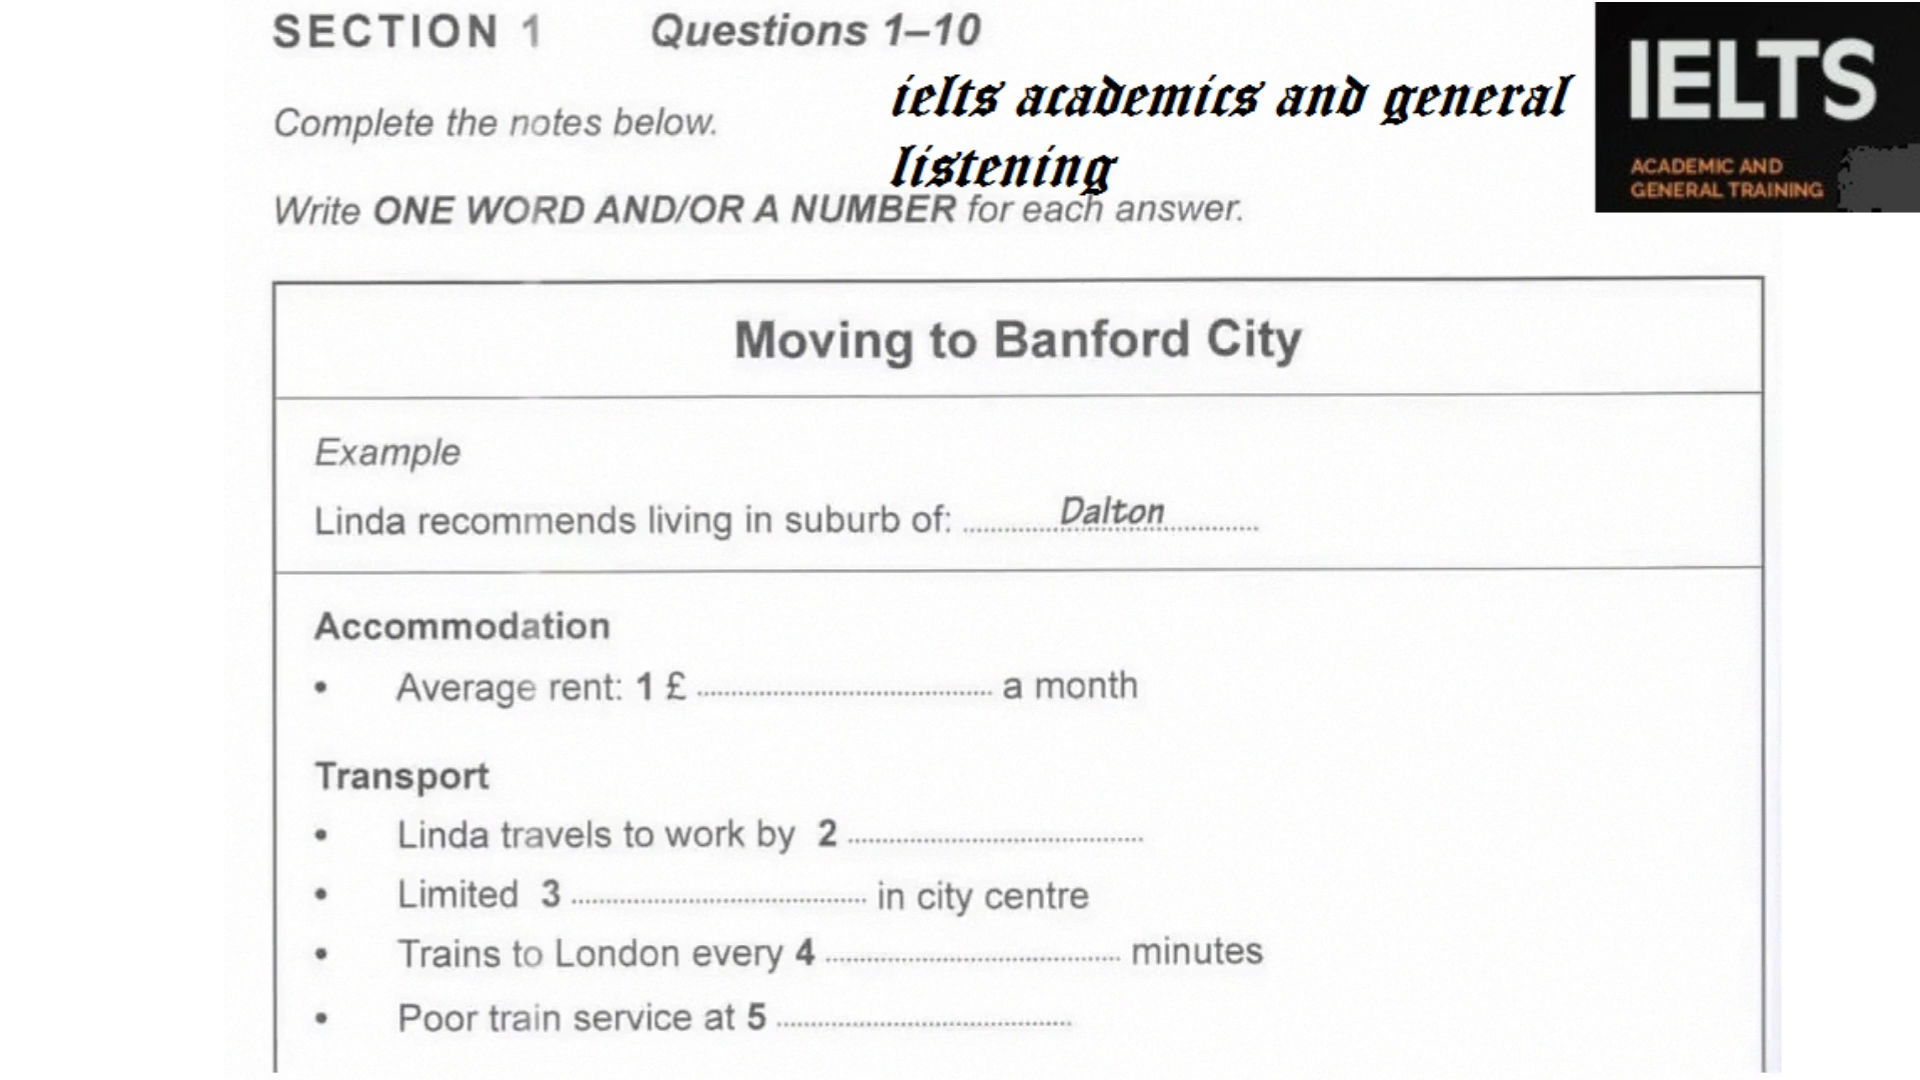 SECTION 1 Questions 1–10
ielts academics and general
listening
IELTS
ACADEMIC AND
GENERAL TRAINING
Complete the notes below.
Write ONE WORD AND/OR A NUMBER for each answer.
Moving to Banford City
Example
Linda recommends living in suburb of: ........Dalton........
Accommodation
• Average rent: 1 £ ................ a month
Transport
• Linda travels to work by 2 ................
• Limited 3 ................ in city centre
• Trains to London every 4 ................ minutes
• Poor train service at 5 ................